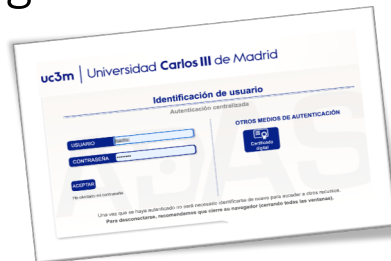 uc3m | Universidad Carlos III de Madrid
Identificación de usuario
Autenticación centralizada
USUARIO
CONTRASEÑA
ACEPTAR
He olvidado mi contraseña
OTROS MEDIOS DE AUTENTICACIÓN
Certificado
digital
Una vez que se haya autenticado no será necesario identificarse de nuevo para acceder a otros recursos.
Para desconectarse, recomendamos que cierre su navegador (cerrando todas las ventanas).